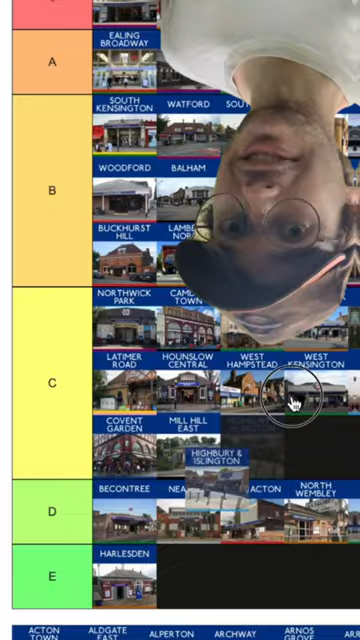 EALING
BROADWAY
A
SOUTH
KENSINGTON
WATFORD
WOODFORD
BALHAM
B
BUCKHURST
HILL
NORTHWICK
PARK
TOWN
LATIMER
ROAD
HOUNSLOW
CENTRAL
WEST
HAMPSTEAD
WEST
KENSINGTON
C
COVENT
GARDEN
MILL HILL
EAST
HIGHBURY &
ISLINGTON
BECONTREE
ACTON
NORTH
WEMBLEY
D
HARLESDEN
E
ACTON
TOWN
ALDGATE
EAST
ALPERTON
ARCHWAY
ARNOS
GROVE